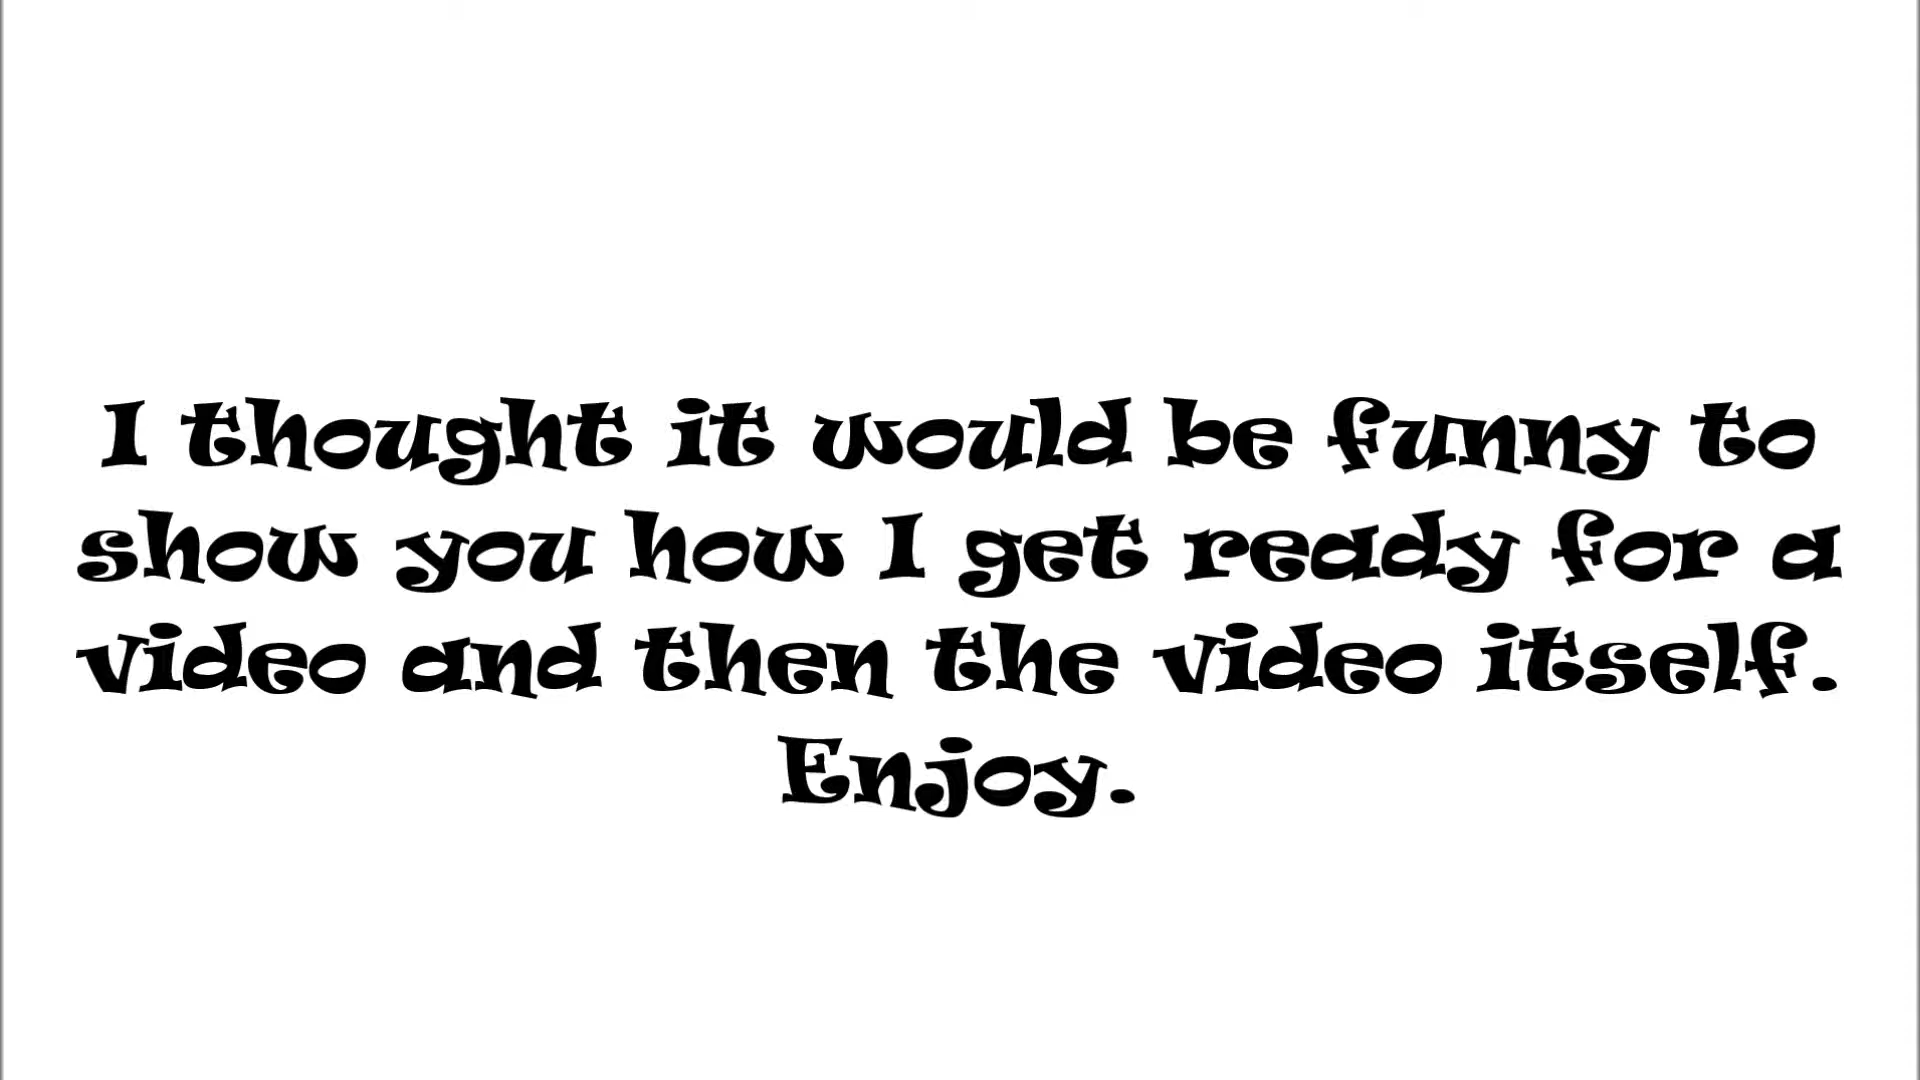 I thought it would be funny to
show you how I get ready for a
video and then the video itself.
Enjoy.